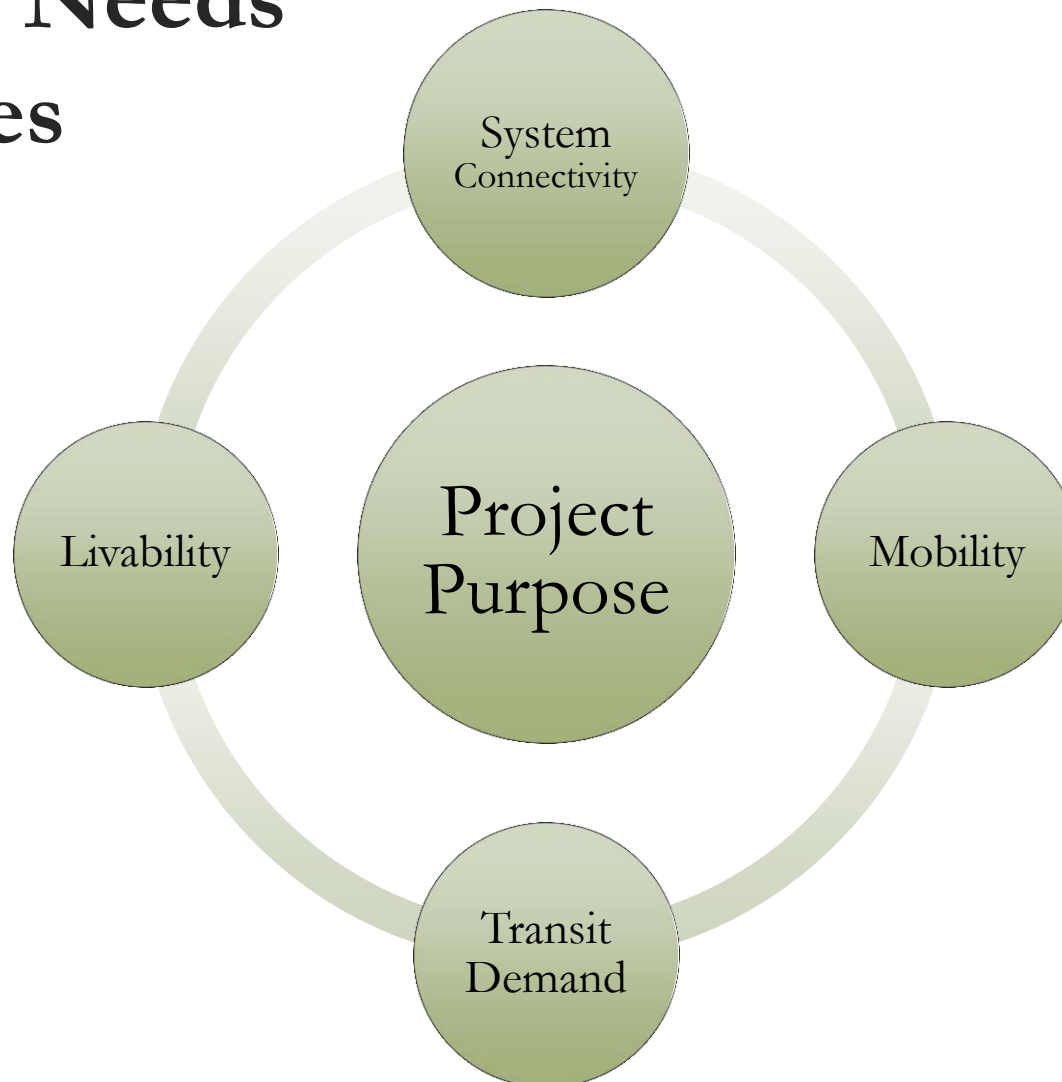 Needs
es
System
Connectivity
Project
Purpose
Livability
Mobility
Transit
Demand